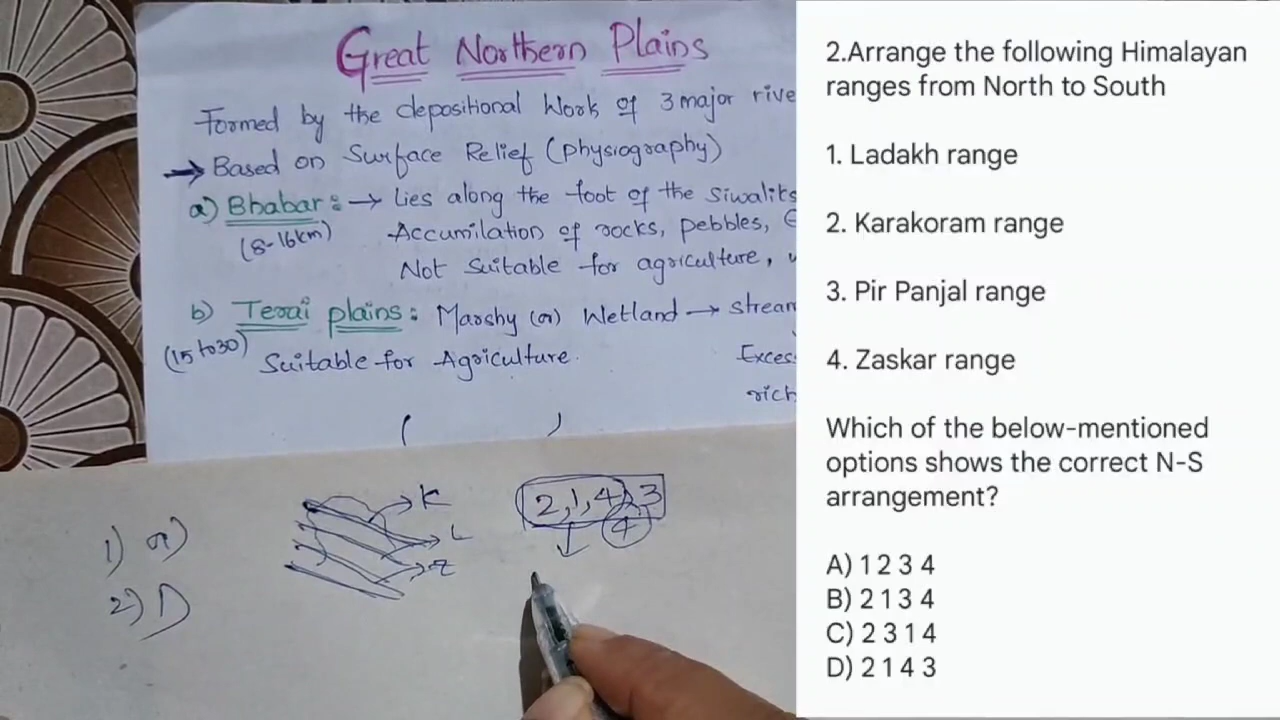 Great Northern Plains
Formed by the depositional Work of 3 major rive
Based on Surface Relief (Physiography)
a) Bhabar: → Lies along the foot of the Siwaliks
(8-16km) Accumilation of rocks, pebbles, G
Not Suitable for agriculture,
b) Terai plains: Marshy (or) Wetland → stream
(15 to 30) Suitable for Agriculture. Exces
rich
1) a)
2) D
K
L
Z
2,1,4,3
4
2.Arrange the following Himalayan
ranges from North to South
1. Ladakh range
2. Karakoram range
3. Pir Panjal range
4. Zaskar range
Which of the below-mentioned
options shows the correct N-S
arrangement?
A) 1 2 3 4
B) 2 1 3 4
C) 2 3 1 4
D) 2 1 4 3